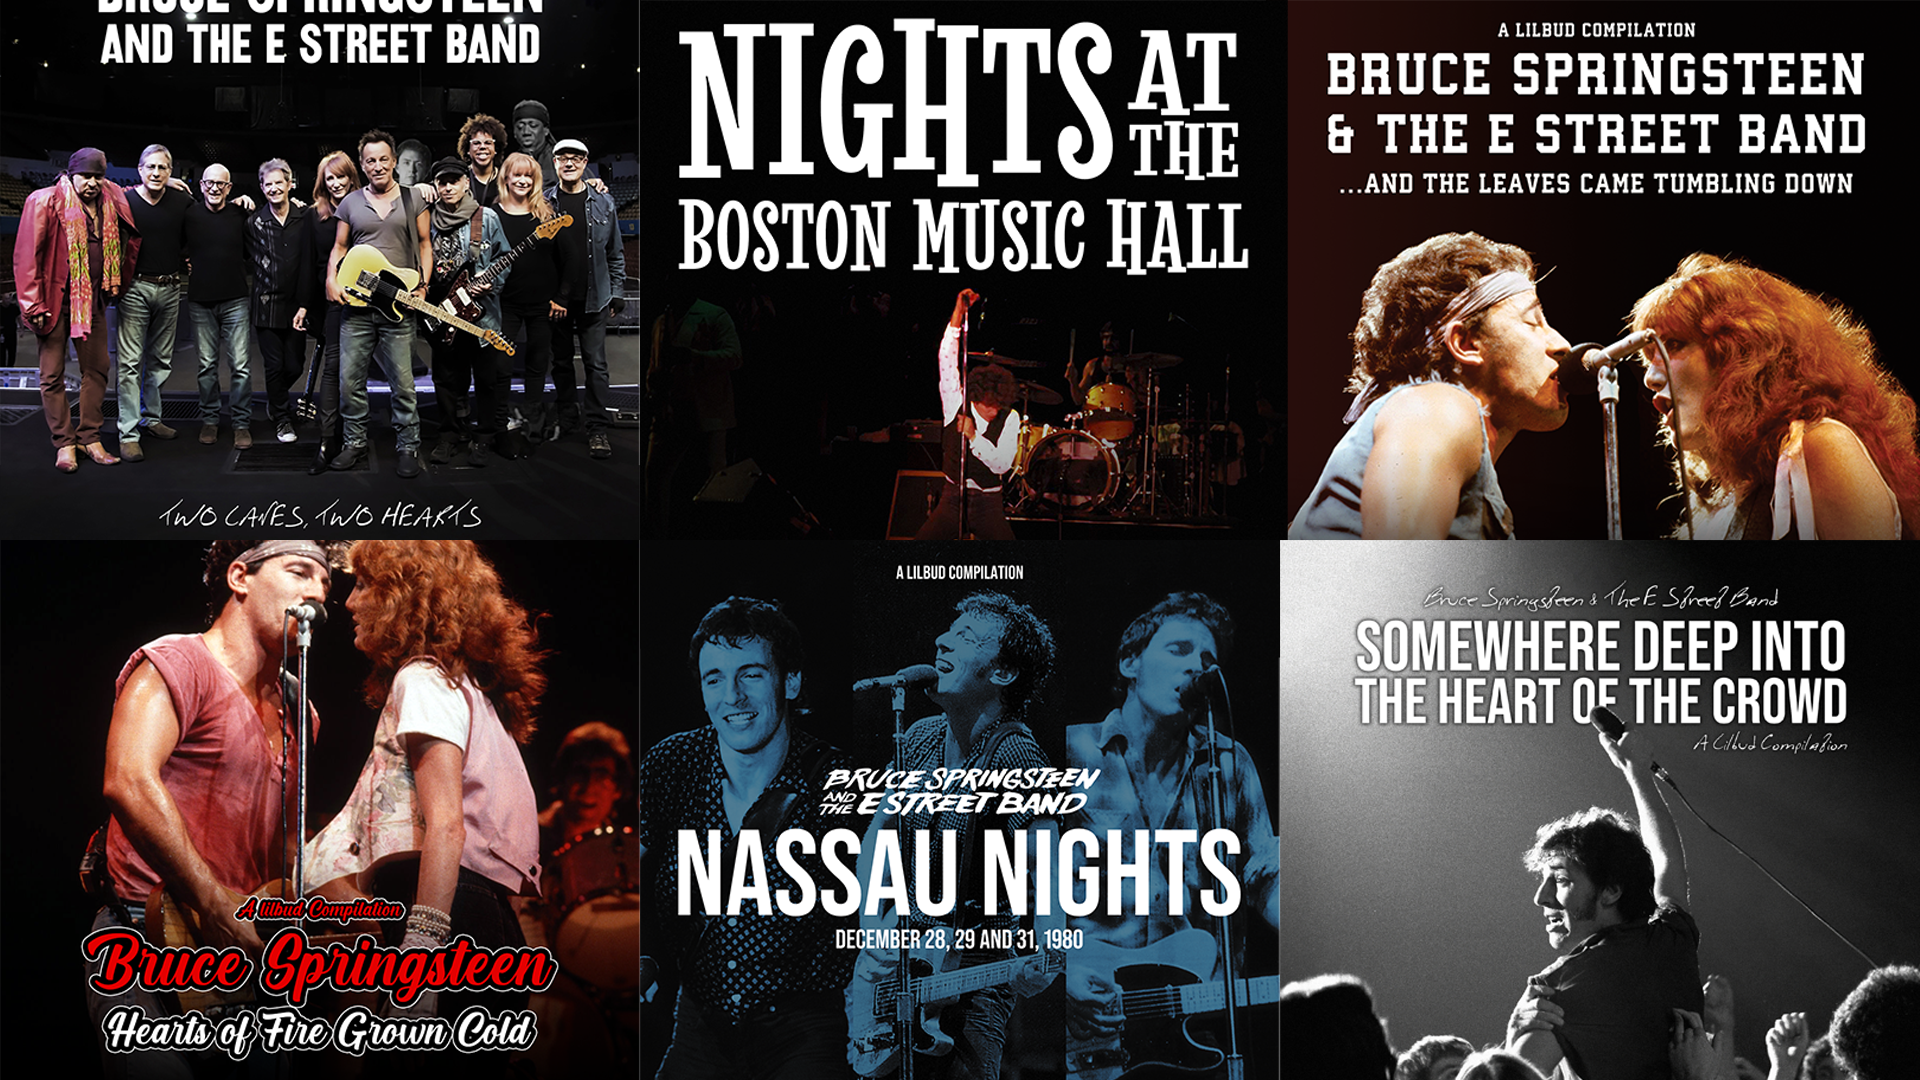 BRUCE SPRINGSTEEN
AND THE E STREET BAND
TWO LANES, TWO HEARTS
NIGHTS AT THE
BOSTON MUSIC HALL
A LILBUD COMPILATION
BRUCE SPRINGSTEEN
& THE E STREET BAND
...AND THE LEAVES CAME TUMBLING DOWN
A lilbud Compilation
Bruce Springsteen
Hearts of Fire Grown Cold
A LILBUD COMPILATION
BRUCE SPRINGSTEEN
AND THE E STREET BAND
NASSAU NIGHTS
DECEMBER 28, 29 AND 31, 1980
Bruce Springsteen & The E Street Band
SOMEWHERE DEEP INTO
THE HEART OF THE CROWD
A Lilbud Compilation